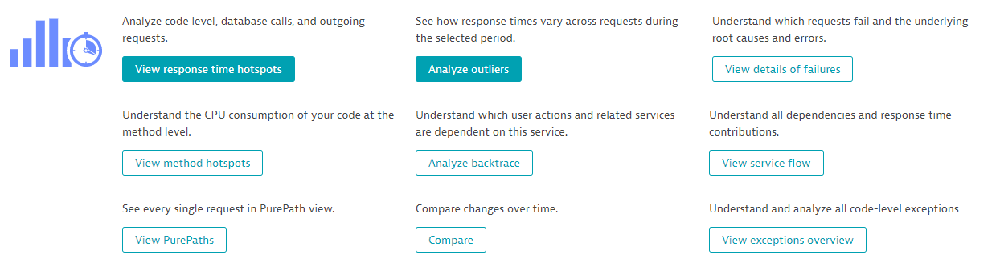 Analyze code level, database calls, and outgoing
requests.
View response time hotspots
See how response times vary across requests during
the selected period.
Analyze outliers
Understand which requests fail and the underlying
root causes and errors.
View details of failures
Understand the CPU consumption of your code at the
method level.
View method hotspots
Understand which user actions and related services
are dependent on this service.
Analyze backtrace
Understand all dependencies and response time
contributions.
View service flow
See every single request in PurePath view.
View PurePaths
Compare changes over time.
Compare
Understand and analyze all code-level exceptions
View exceptions overview